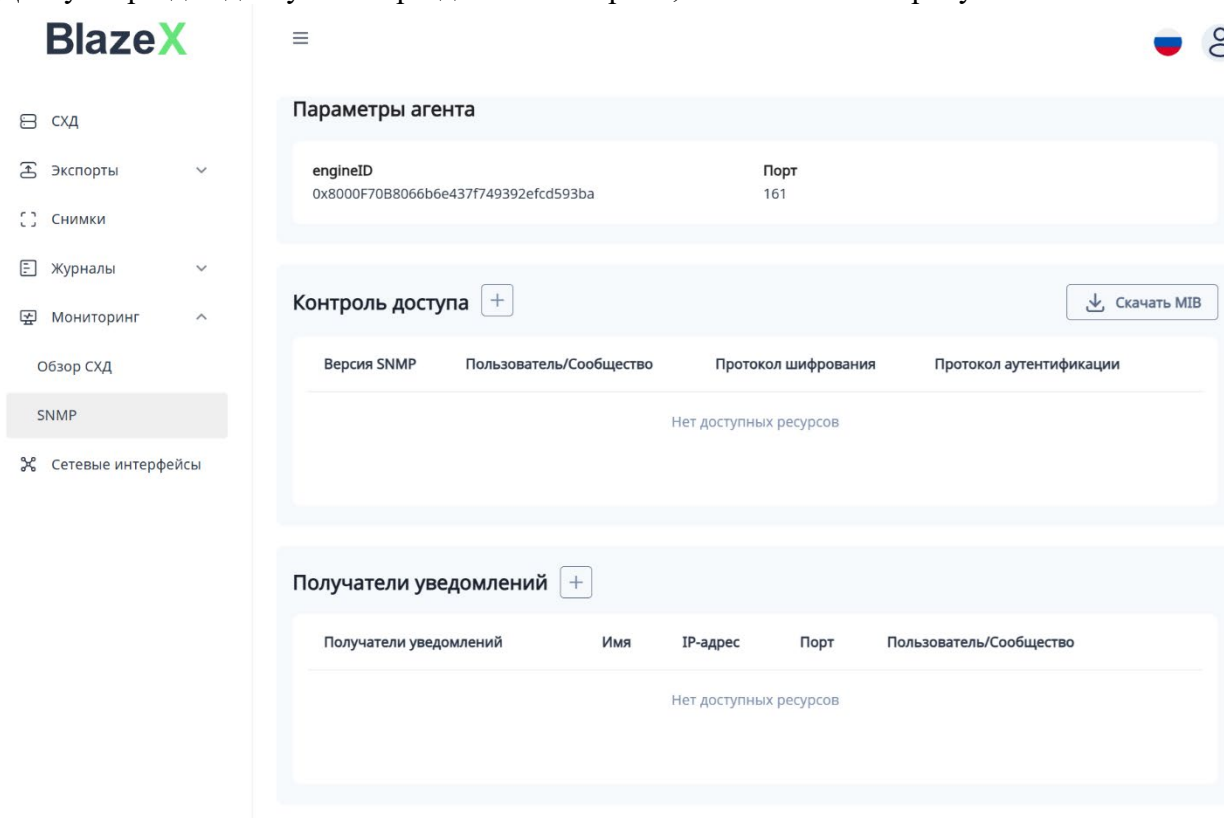 BlazeX
СХД
Экспорты
Снимки
Журналы
Мониторинг
Обзор СХД
SNMP
Сетевые интерфейсы
Параметры агента
engineID Порт
0x8000F70B8066b6e437f749392efcd593ba 161
Контроль доступа + Скачать MIB
Версия SNMP Пользователь/Сообщество Протокол шифрования Протокол аутентификации
Нет доступных ресурсов
Получатели уведомлений +
Получатели уведомлений Имя IP-адрес Порт Пользователь/Сообщество
Нет доступных ресурсов